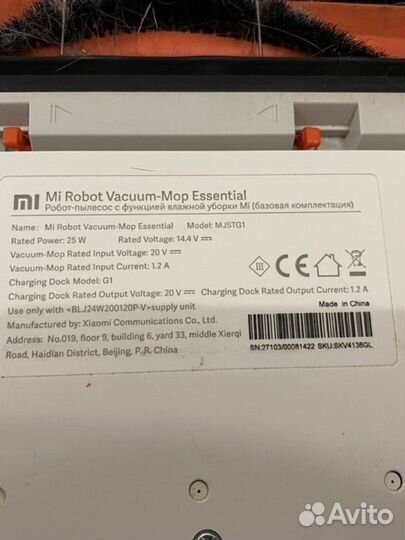 mi Mi Robot Vacuum-Mop Essential
Робот-пылесос с функцией влажной уборки Mi (базовая комплектация)
Name: Mi Robot Vacuum-Mop Essential Model: MJSTG1
Rated Power: 25 W Rated Voltage: 14.4 V
Vacuum-Mop Rated Input Voltage: 20 V
Vacuum-Mop Rated Input Current: 1.2 A
Charging Dock Model: G1
Charging Dock Rated Output Voltage: 20 V Charging Dock Rated Output Current: 1.2 A
Use only with <BLJ24W200120P-V> supply unit
Made in China
Manufactured by: Xiaomi Communications Co., Ltd.
Address: No.019, floor 9, building 6, yard 33, middle Xierqi
Road, Haidian District, Beijing, P. R. China
SN:27103/00081422 SKU:SKV4136GL
III
EAC
CE
Avito